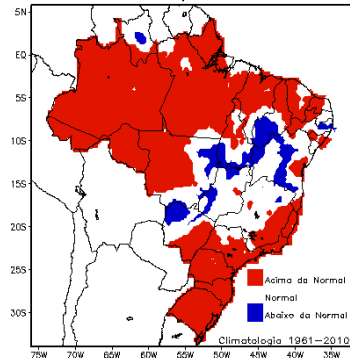 5N
EQ
5S
10S
15S
20S
25S
30S
Acima da Normal
Normal
Abaixo da Normal
Climatologia 1961–2010
75W 70W 65W 60W 55W 50W 45W 40W 35W